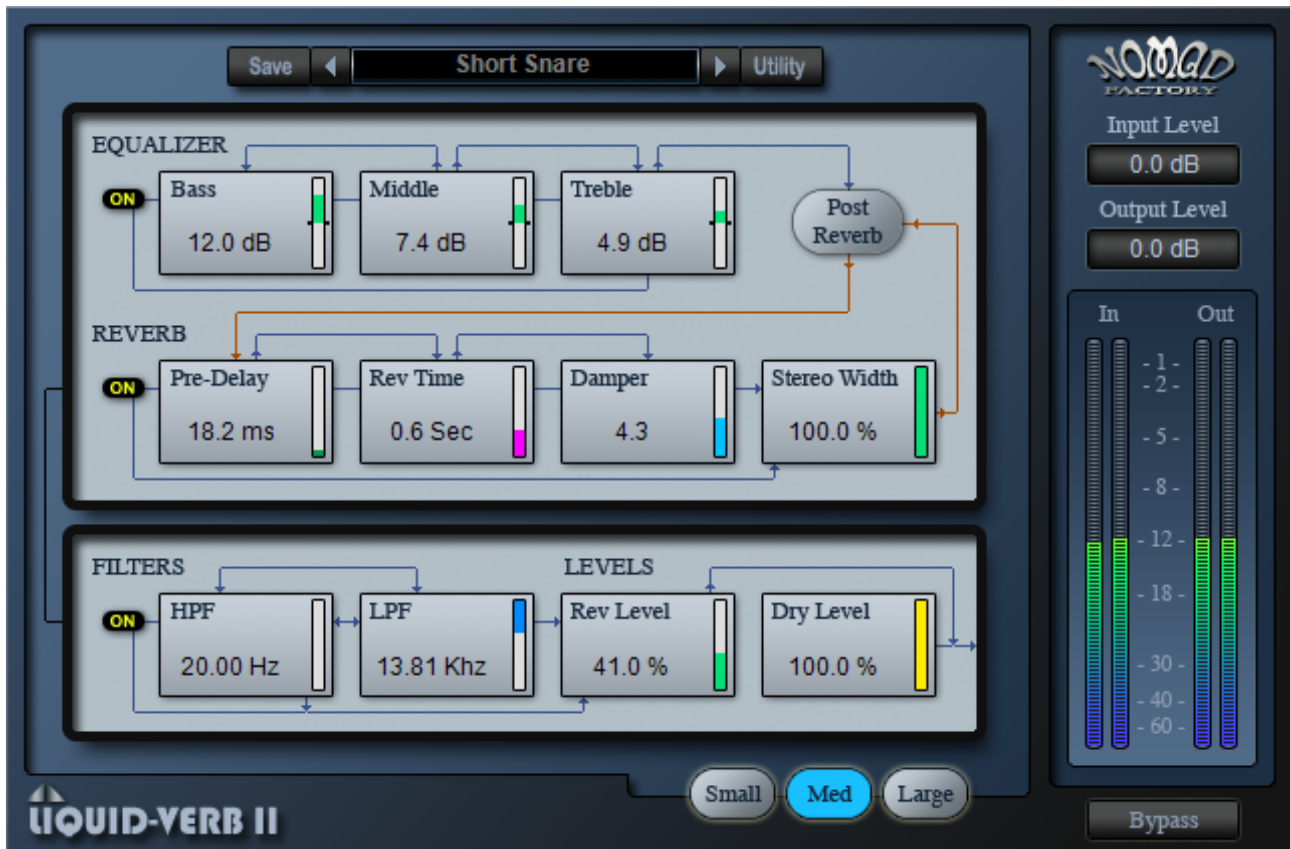 Save
Short Snare
Utility
NOMAD
FACTORY
Input Level
0.0 dB
Output Level
0.0 dB
EQUALIZER
ON
Bass
12.0 dB
Middle
7.4 dB
Treble
4.9 dB
Post
Reverb
REVERB
ON
Pre-Delay
18.2 ms
Rev Time
0.6 Sec
Damper
4.3
Stereo Width
100.0 %
FILTERS
ON
HPF
20.00 Hz
LPF
13.81 Khz
LEVELS
Rev Level
41.0 %
Dry Level
100.0 %
In
Out
- 1 -
- 2 -
- 5 -
- 8 -
- 12 -
- 18 -
- 30 -
- 40 -
- 60 -
Small
Med
Large
LIQUID-VERB II
Bypass